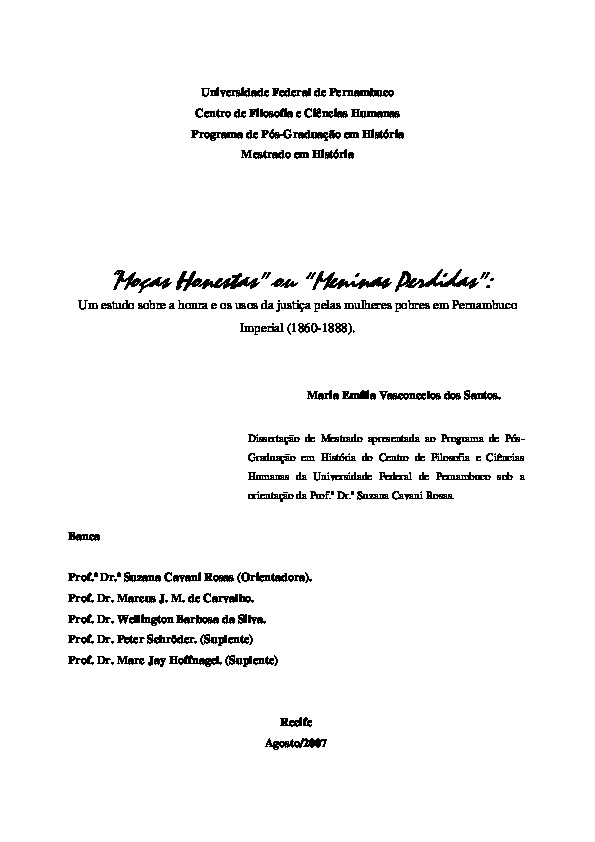 Universidade Federal de Pernambuco
Centro de Filosofia e Ciências Humanas
Programa de Pós-Graduação em História
Mestrado em História
“Moças Honestas” ou “Meninas Perdidas”:
Um estudo sobre a honra e os usos da justiça pelas mulheres pobres em Pernambuco
Imperial (1860-1888).
Maria Emília Vasconcelos dos Santos.
Dissertação de Mestrado apresentada ao Programa de Pós-
Graduação em História do Centro de Filosofia e Ciências
Humanas da Universidade Federal de Pernambuco sob a
orientação da Prof.ª Dr.ª Suzana Cavani Rosas.
Banca
Prof.ª Dr.ª Suzana Cavani Rosas (Orientadora).
Prof. Dr. Marcus J. M. de Carvalho.
Prof. Dr. Wellington Barbosa da Silva.
Prof. Dr. Peter Schröder. (Suplente)
Prof. Dr. Marc Jay Hoffnagel. (Suplente)
Recife
Agosto/2007